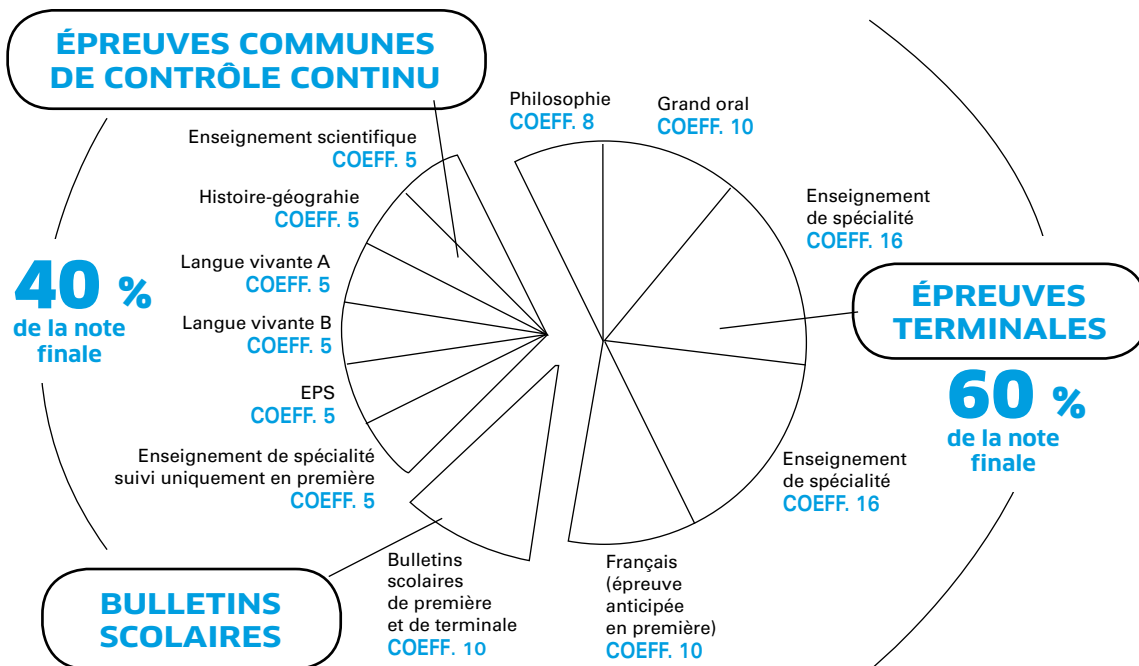 ÉPREUVES COMMUNES
DE CONTRÔLE CONTINU
Philosophie
COEFF. 8
Grand oral
COEFF. 10
Enseignement scientifique
COEFF. 5
Histoire-géograhie
COEFF. 5
Langue vivante A
COEFF. 5
Langue vivante B
COEFF. 5
EPS
COEFF. 5
Enseignement de spécialité
suivi uniquement en première
COEFF. 5
40 %
de la note
finale
Enseignement
de spécialité
COEFF. 16
ÉPREUVES
TERMINALES
60 %
de la note
finale
Enseignement
de spécialité
COEFF. 16
BULLETINS
SCOLAIRES
Bulletins
scolaires
de première
et de terminale
COEFF. 10
Français
(épreuve
anticipée
en première)
COEFF. 10